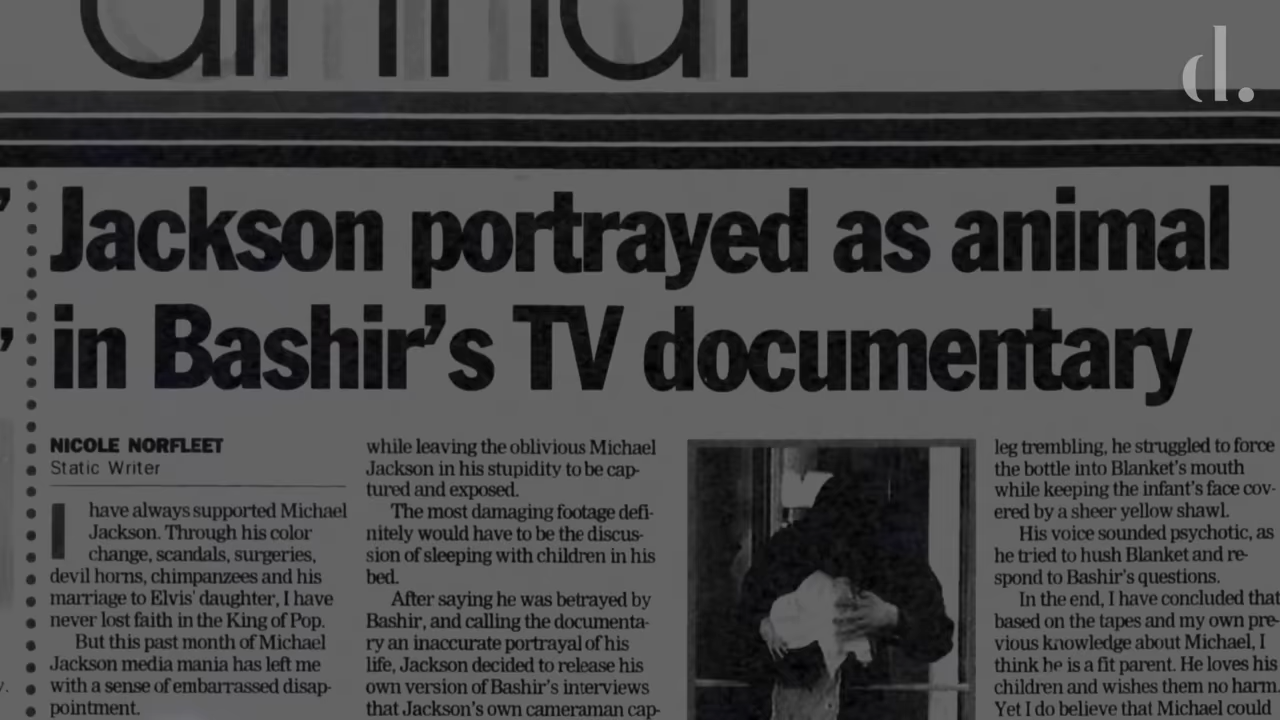 animal
d.
Jackson portrayed as animal
in Bashir's TV documentary
NICOLE NORFLEET
Static Writer
I have always supported Michael
Jackson. Through his color
change, scandals, surgeries,
devil horns, chimpanzees and his
marriage to Elvis' daughter, I have
never lost faith in the King of Pop.
But this past month of Michael
Jackson media mania has left me
with a sense of embarrassed disap-
pointment.
while leaving the oblivious Michael
Jackson in his stupidity to be cap-
tured and exposed.
The most damaging footage defi-
nitely would have to be the discus-
sion of sleeping with children in his
bed.
After saying he was betrayed by
Bashir, and calling the documenta-
ry an inaccurate portrayal of his
life, Jackson decided to release his
own version of Bashir's interviews
that Jackson's own cameraman cap-
leg trembling, he struggled to force
the bottle into Blanket's mouth
while keeping the infant's face cov-
ered by a sheer yellow shawl.
His voice sounded psychotic, as
he tried to hush Blanket and re-
spond to Bashir's questions.
In the end, I have concluded that
based on the tapes and my own pre-
vious knowledge about Michael, I
think he is a fit parent. He loves his
children and wishes them no harm.
Yet I do believe that Michael could